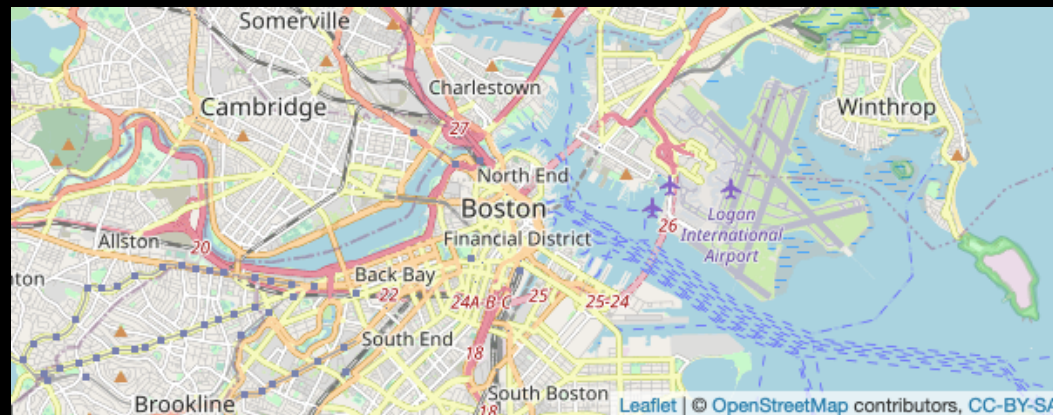 Somerville
Charlestown
Cambridge
Winthrop
27
North End
Boston
Logan
International
Airport
26
Allston
20
Financial District
nton
Back Bay
22
24A-B-C
25
25-24
South End
18
South Boston
Brookline
18
Leaflet | © OpenStreetMap contributors, CC-BY-SA